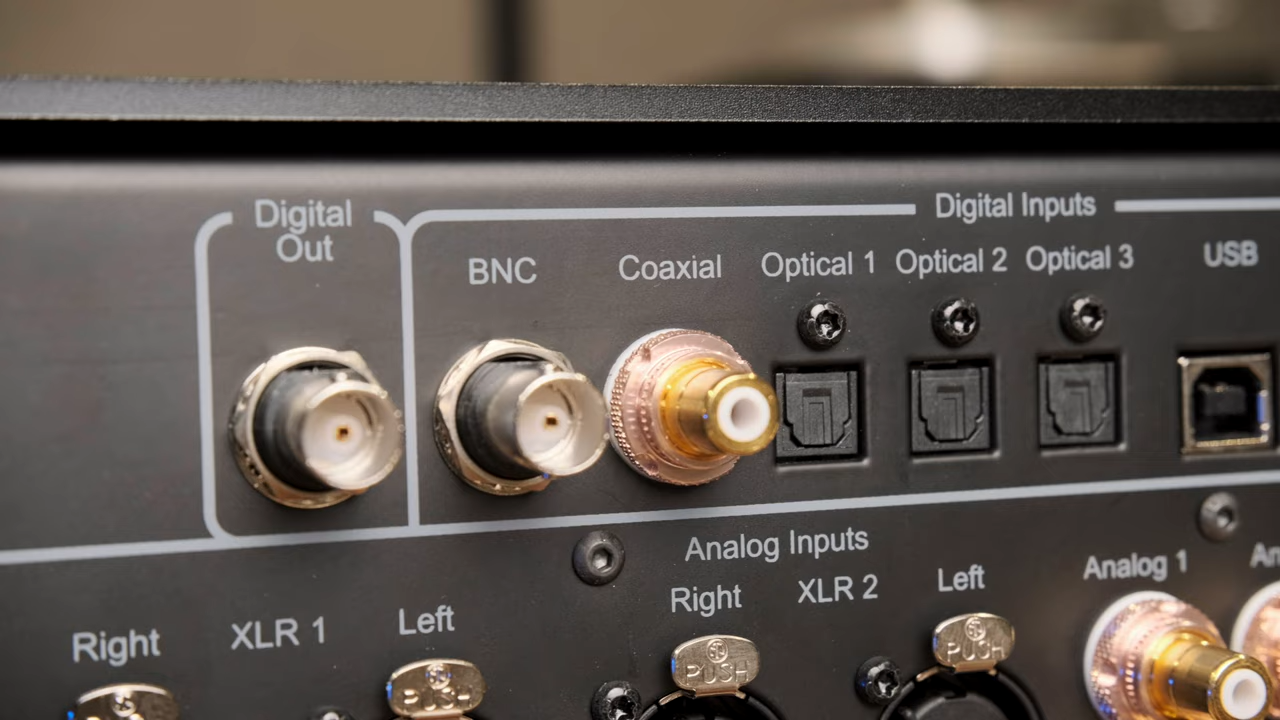 Digital
Out
Digital Inputs
BNC
Coaxial
Optical 1
Optical 2
Optical 3
USB
Analog Inputs
Right
XLR 1
Left
Right
XLR 2
Left
Analog 1
PUSH
PUSH
PUSH